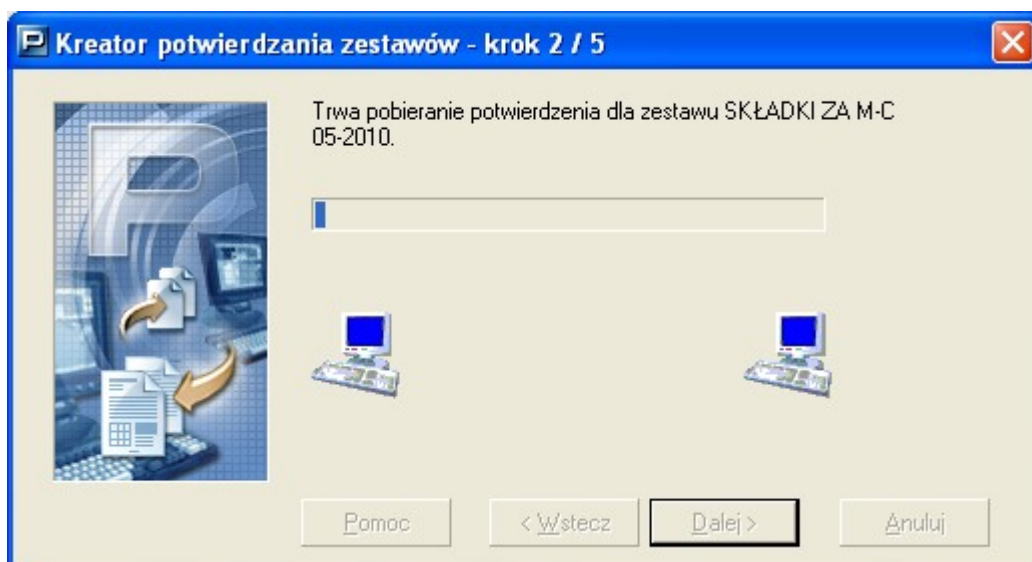 P Kreator potwierdzania zestawów - krok 2 / 5
Trwa pobieranie potwierdzenia dla zestawu SKŁADKI ZA M-C
05-2010.
P
Pomoc
< Wstecz
Dalej >
Anuluj